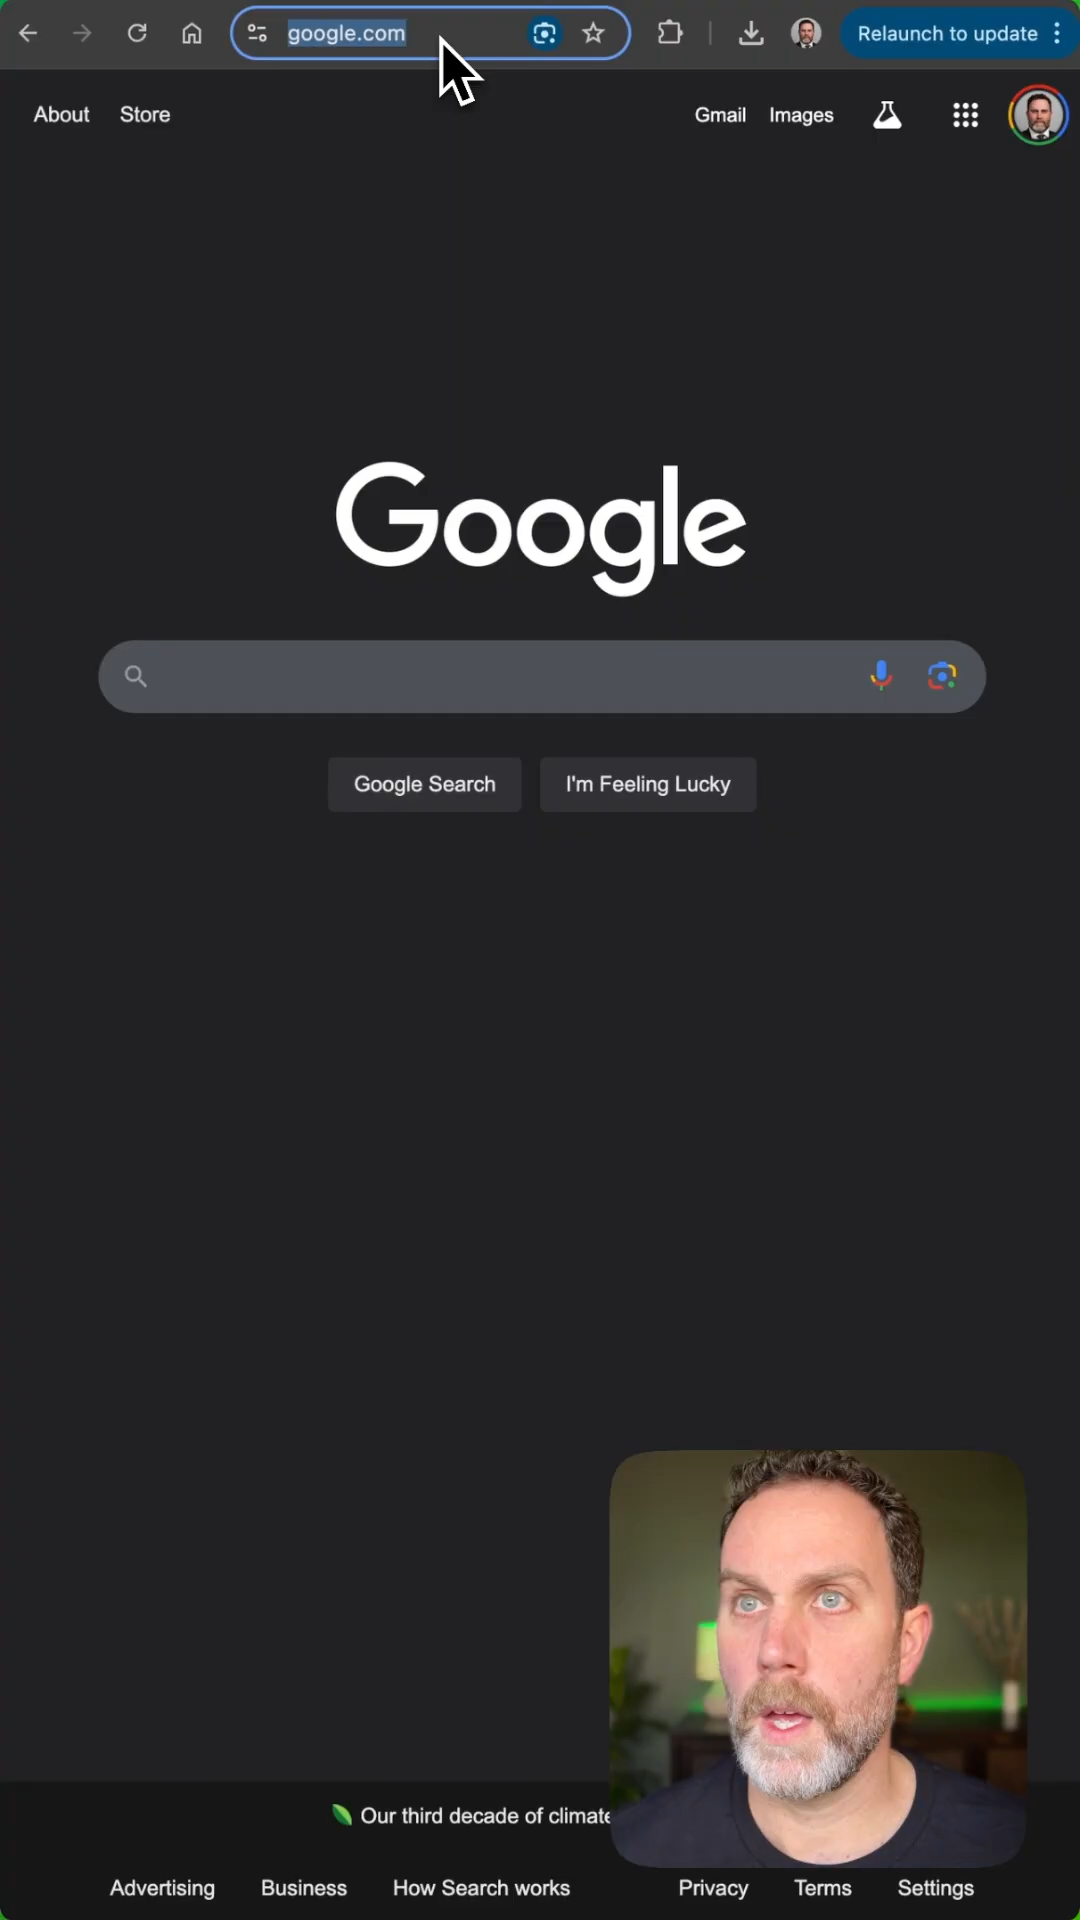 google.com
Relaunch to update
About Store
Gmail Images
Google
Google Search
I'm Feeling Lucky
Our third decade of climate
Advertising Business How Search works
Privacy Terms Settings